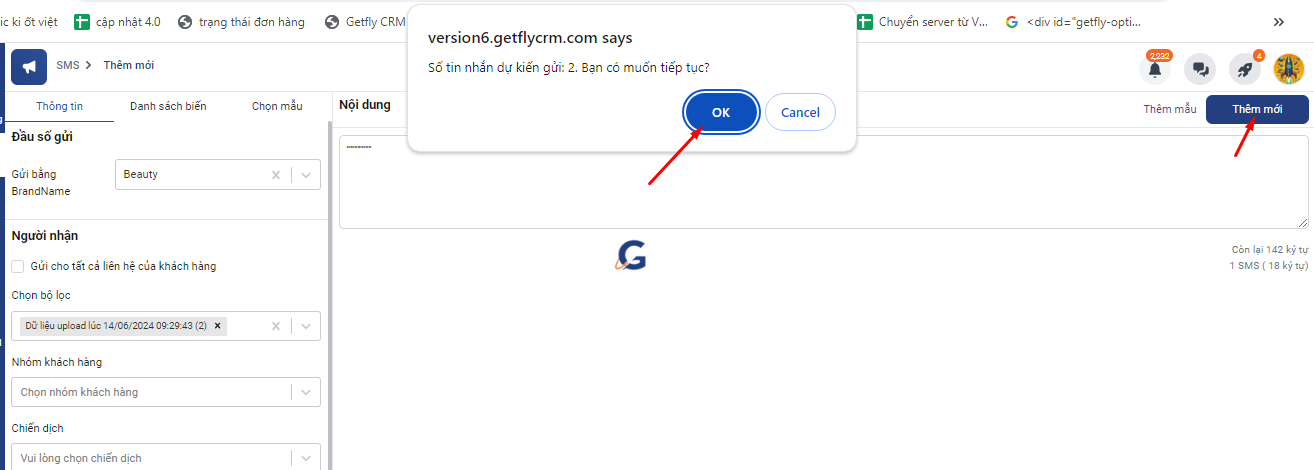 ic ki ốt việt
cập nhật 4.0
trạng thái đơn hàng
Getfly CRM
Chuyển server từ V...
<div id="getfly-opti...
version6.getflycrm.com says
Số tin nhắn dự kiến gửi: 2. Bạn có muốn tiếp tục?
OK
Cancel
SMS
Thêm mới
2,232
4
Thông tin
Danh sách biến
Chọn mẫu
Nội dung
Thêm mẫu
Thêm mới
Đầu số gửi
Gửi bằng
BrandName
Beauty
Người nhận
Gửi cho tất cả liên hệ của khách hàng
Còn lại 142 ký tự
1 SMS ( 18 ký tự)
Chọn bộ lọc
Dữ liệu upload lúc 14/06/2024 09:29:43 (2)
Nhóm khách hàng
Chọn nhóm khách hàng
Chiến dịch
Vui lòng chọn chiến dịch